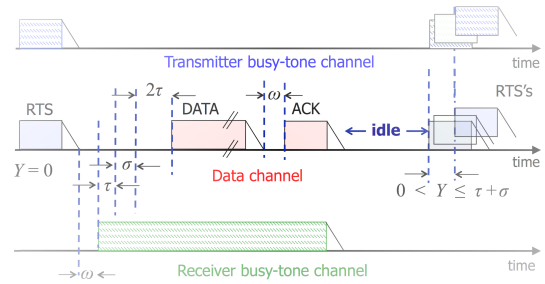 time
Transmitter busy-tone channel
2τ
RTS
DATA
ω
ACK
RTS's
idle
σ
time
Y = 0
τ
Data channel
0 < Y ≤ τ + σ
ω
Receiver busy-tone channel
time